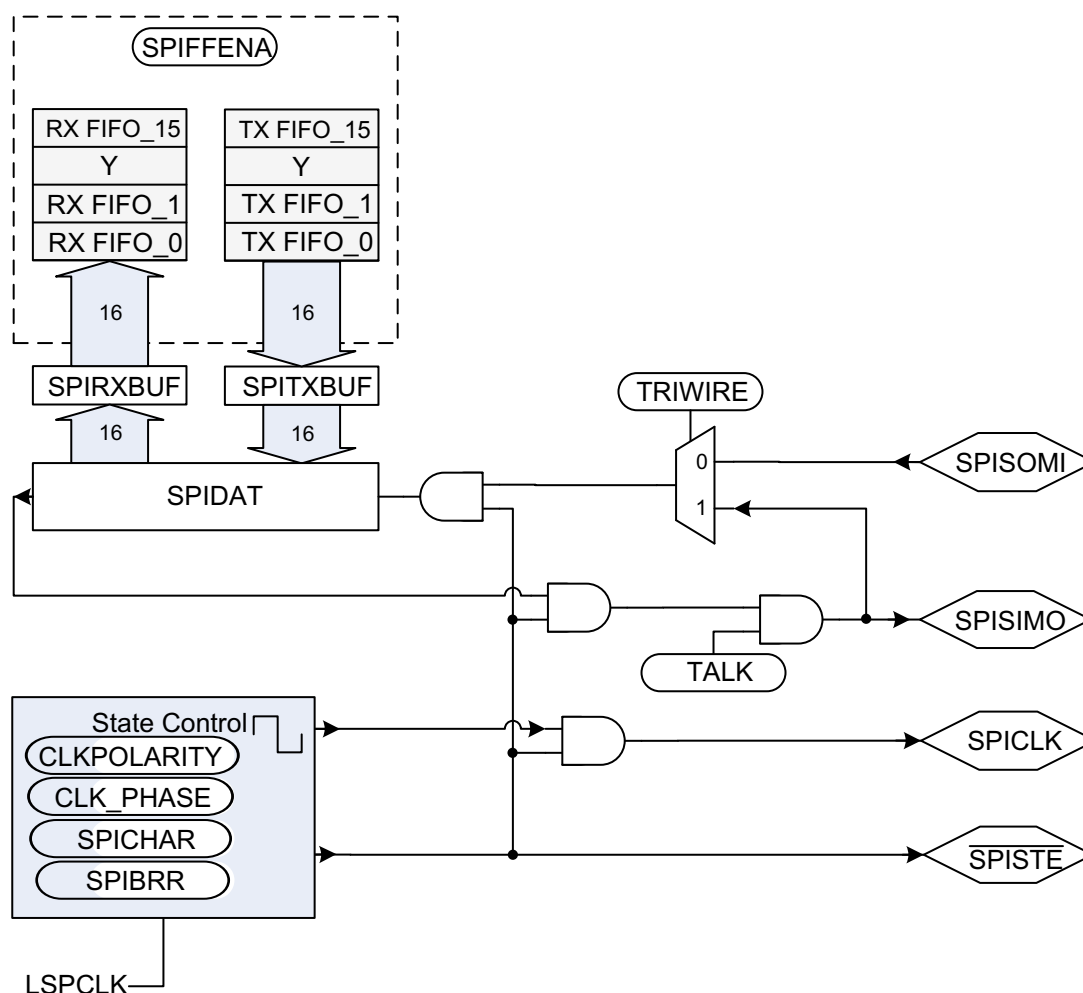 SPIFFENA
RX FIFO_15
TX FIFO_15
Y
Y
RX FIFO_1
TX FIFO_1
RX FIFO_0
TX FIFO_0
16
16
SPIRXBUF
SPITXBUF
TRIWIRE
16
16
0
SPISOMI
SPIDAT
1
SPISIMO
TALK
State Control
CLKPOLARITY
SPICLK
CLK_PHASE
SPICHAR
SPISTE
SPIBRR
LSPCLK